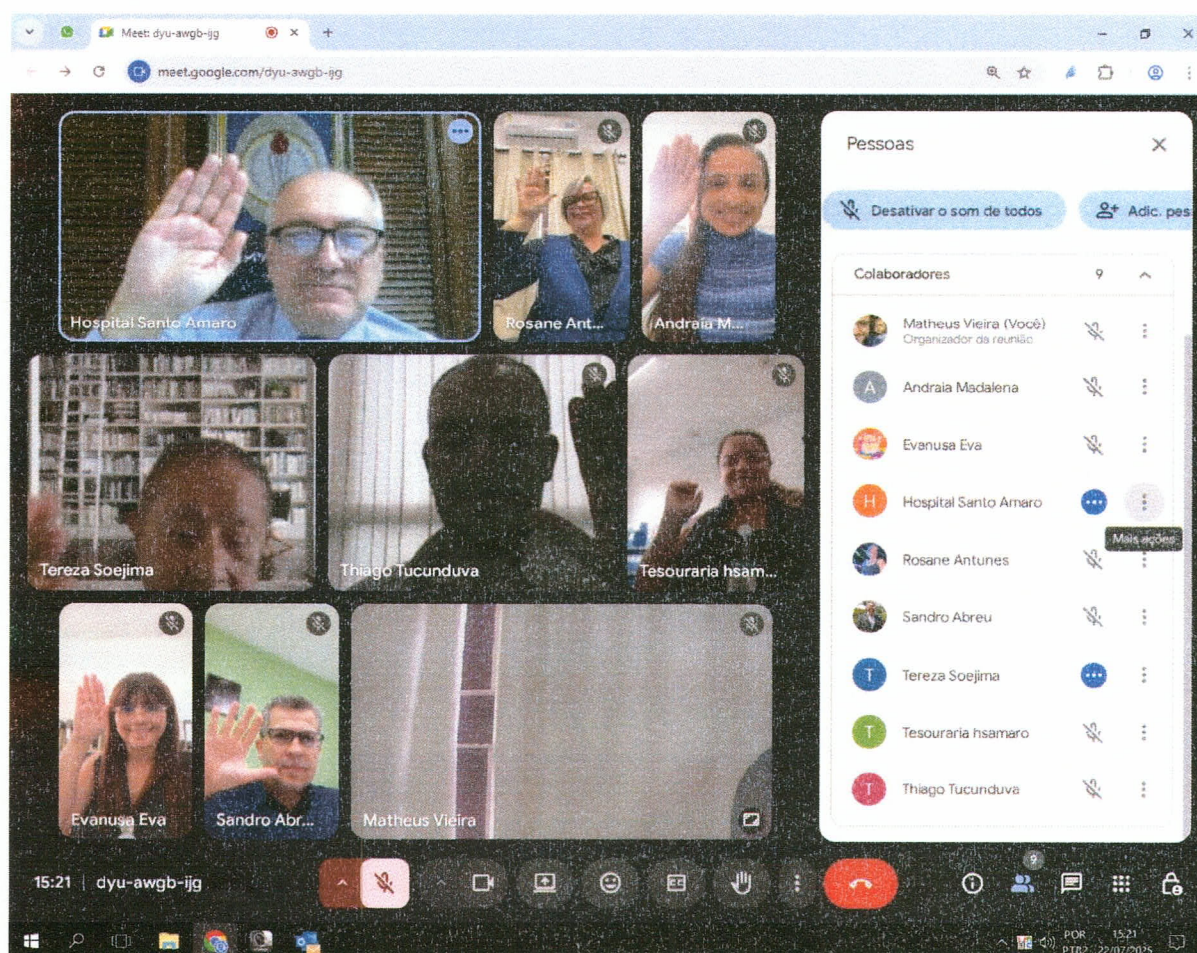 Meet: dyu-awgb-ijg
meet.google.com/dyu-awgb-ijg
Hospital Santo Amaro
Rosane Ant...
Andraia M...
Tereza Soejima
Thiago Tucunduva
Tesouraria hsam...
Evanusa Eva
Sandro Abr...
Matheus Vieira
Pessoas
Desativar o som de todos
Adic. pes
Colaboradores 9
Matheus Vieira (Você)
Organizador da reunião
A Andraia Madalena
Evanusa Eva
H Hospital Santo Amaro
Mais ações
Rosane Antunes
Sandro Abreu
T Tereza Soejima
T Tesouraria hsamaro
T Thiago Tucunduva
15:21 | dyu-awgb-ijg
CC
9
POR 15:21
PTB2 22/07/2025